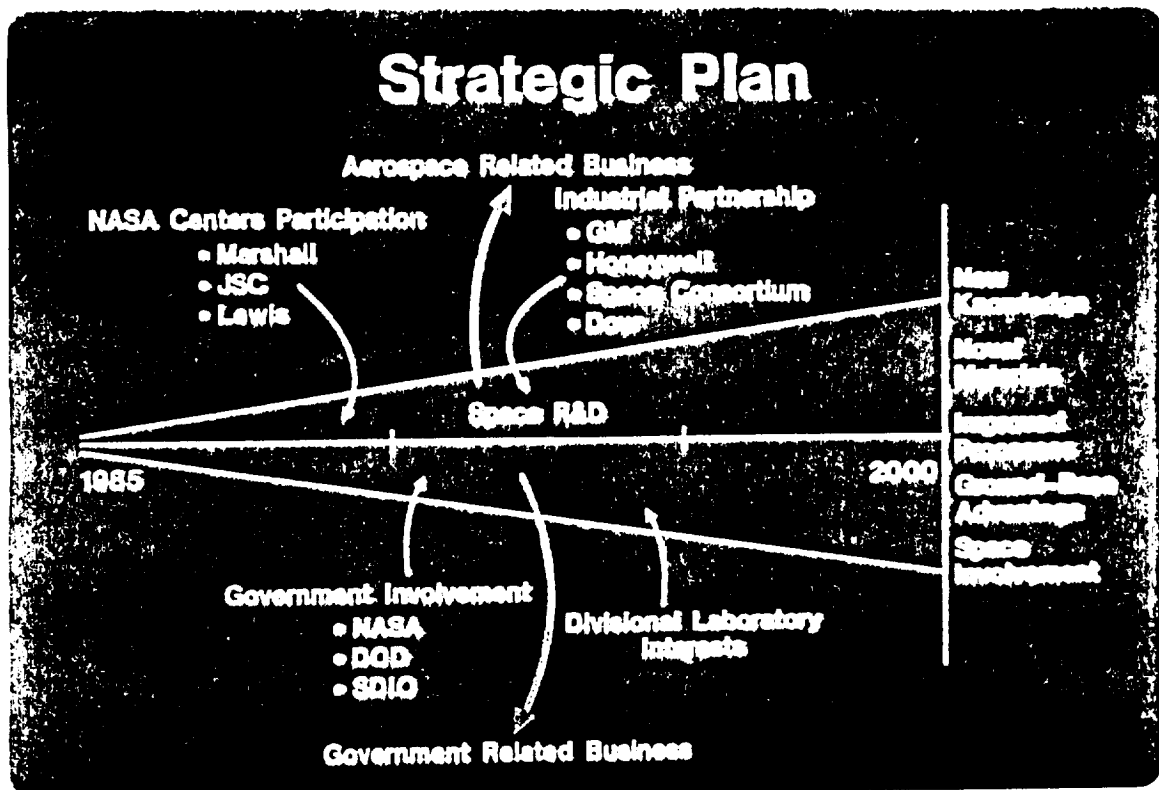 Strategic Plan
Aerospace Related Business
Industrial Partnership
• GM
• Honeywell
• Space Consortium
• Dow
NASA Centers Participation
• Marshall
• JSC
• Lewis
Space R&D
1985
2000
New
Knowledge
Novel
Materials
Improved
Ground-Base
Advantage
Space
Involvement
Government Involvement
• NASA
• DOD
• SDIO
Divisional Laboratory
Interests
Government Related Business